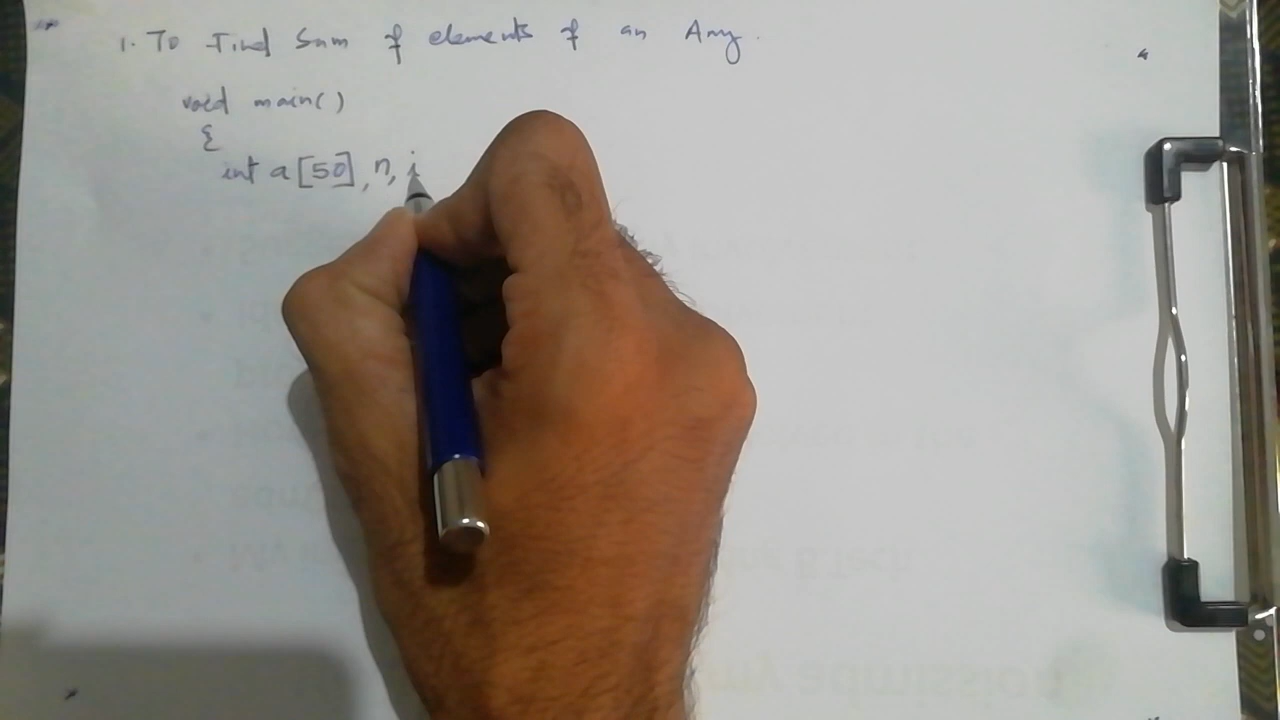 1. To Find Sum of elements of an Array.
void main()
{
int a[50], n, i